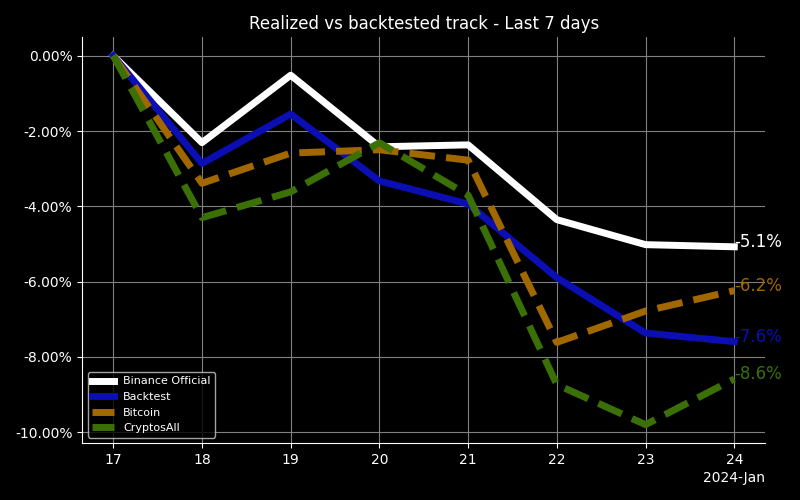 Realized vs backtested track - Last 7 days
0.00%
-2.00%
-4.00%
-6.00%
-8.00%
-10.00%
-5.1%
-6.2%
-7.6%
-8.6%
Binance Official
Backtest
Bitcoin
CryptosAll
17 18 19 20 21 22 23 24
2024-Jan